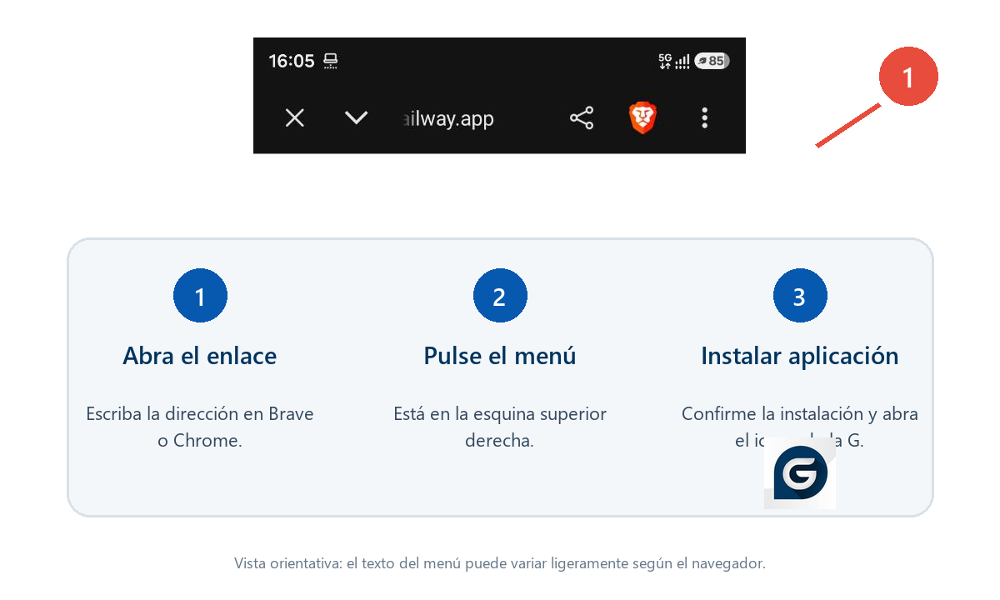 16:05
5G
85
ailway.app
1
1
2
3
Abra el enlace
Pulse el menú
Instalar aplicación
Escriba la dirección en Brave
o Chrome.
Está en la esquina superior
derecha.
Confirme la instalación y abra
el la G.
G
Vista orientativa: el texto del menú puede variar ligeramente según el navegador.